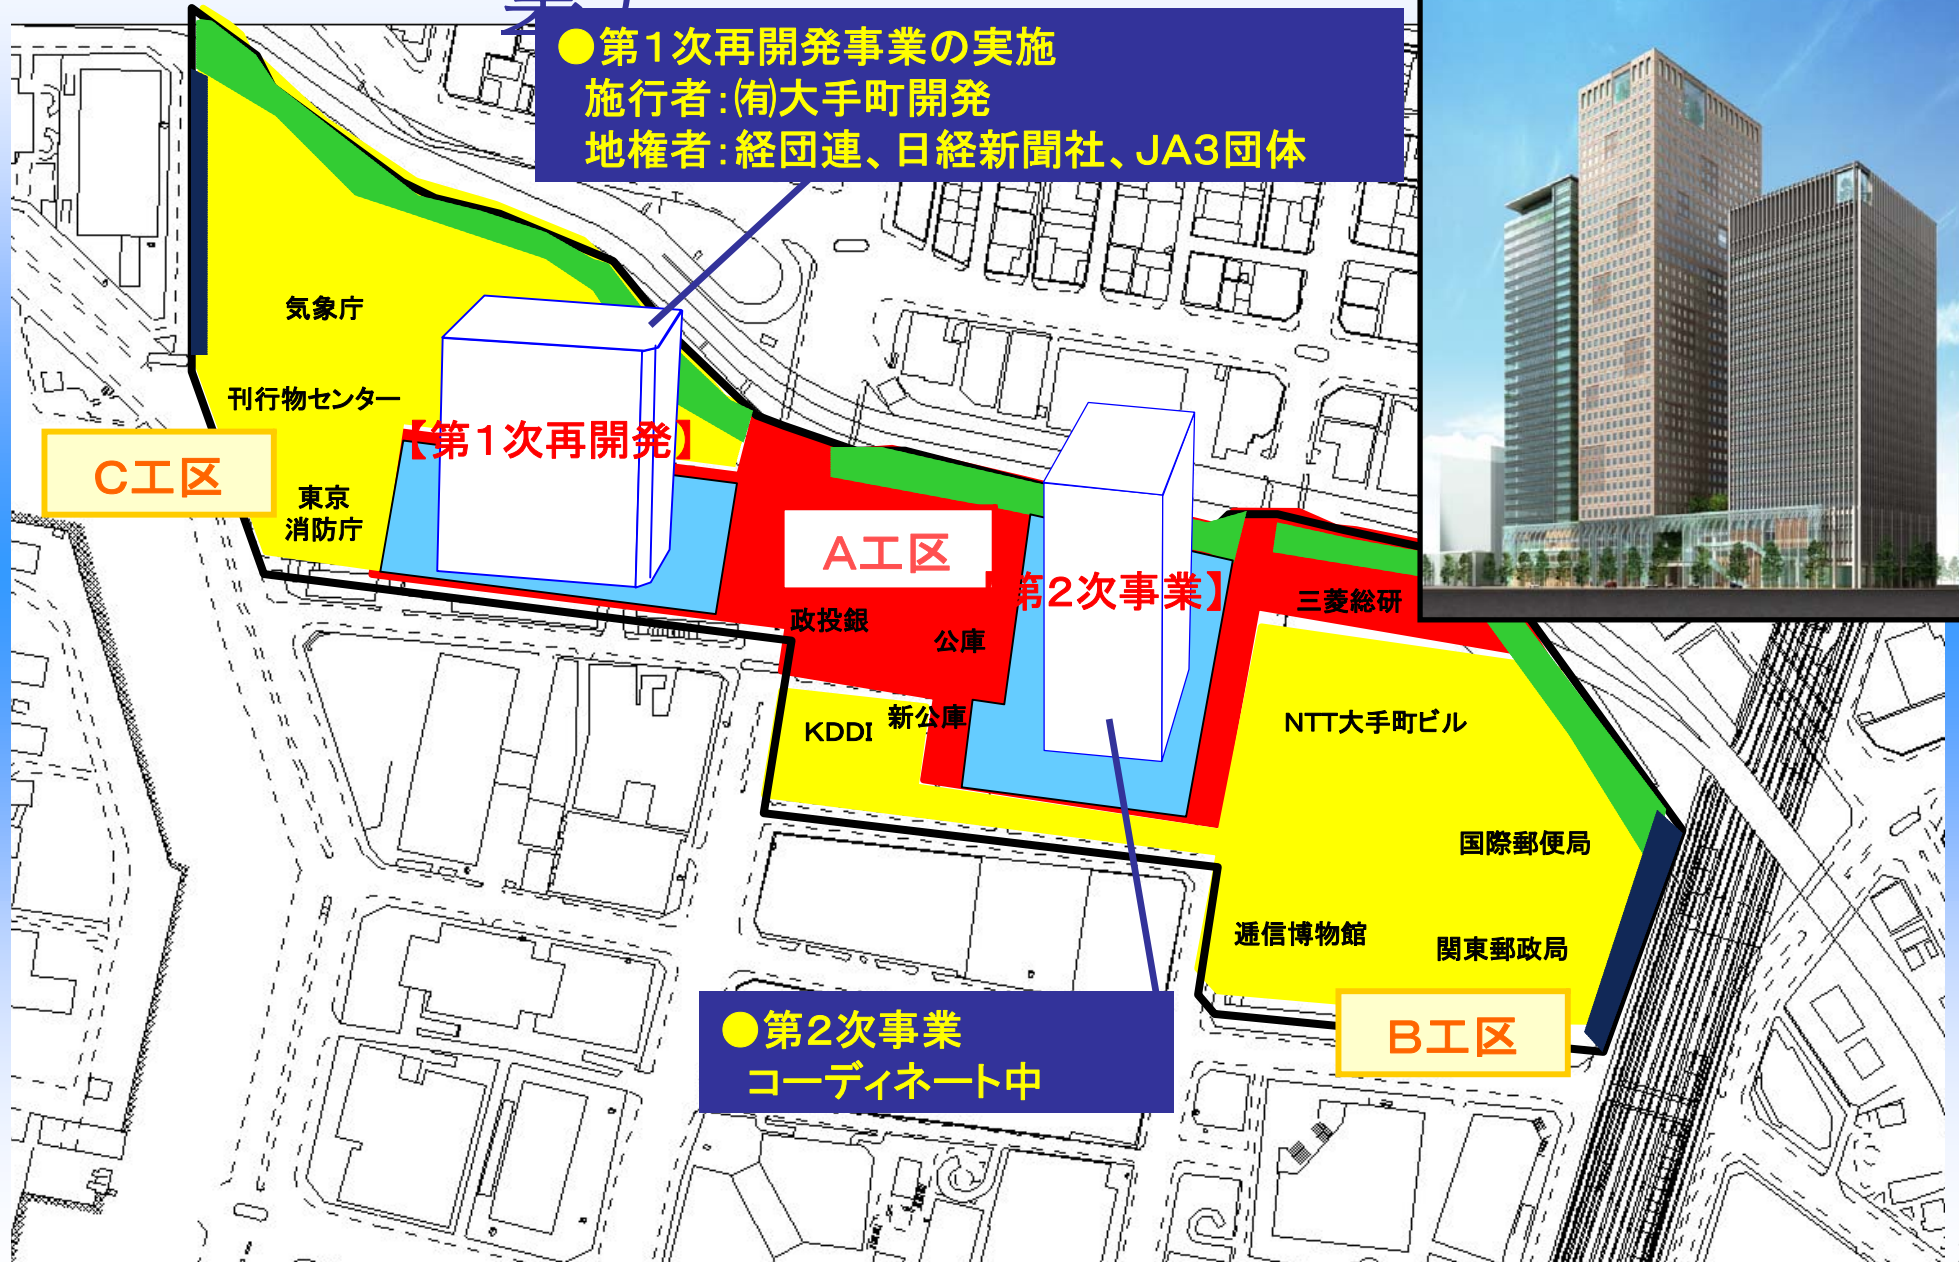 ●第1次再開発事業の実施
施行者：㈲大手町開発
地権者：経団連、日経新聞社、JA3団体
気象庁
刊行物センター
【第1次再開発】
C工区
東京
消防庁
A工区
第2次事業】
三菱総研
政投銀
公庫
新公庫
KDDI
NTT大手町ビル
国際郵便局
逓信博物館
関東郵政局
●第2次事業
コーディネート中
B工区